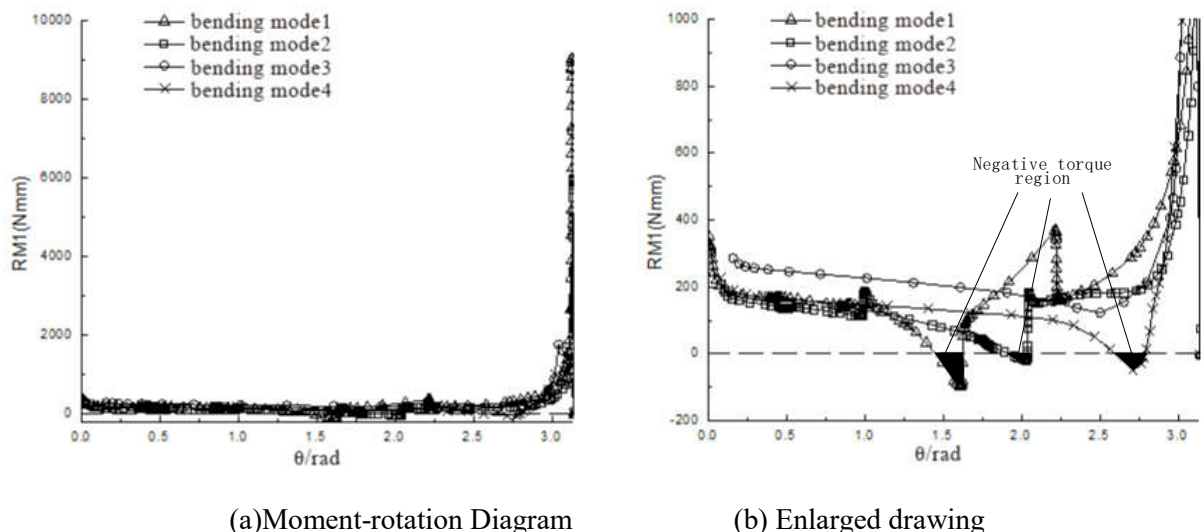 bending mode1
bending mode2
bending mode3
bending mode4
10000
8000
6000
4000
2000
0
RM1(Nmm)
0.0 0.5 1.0 1.5 2.0 2.5 3.0
θ/rad
bending mode1
bending mode2
bending mode3
bending mode4
1000
800
600
400
200
0
-200
RM1(Nmm)
Negative torque
region
0.0 0.5 1.0 1.5 2.0 2.5 3.0
θ/rad
(a)Moment-rotation Diagram
(b) Enlarged drawing